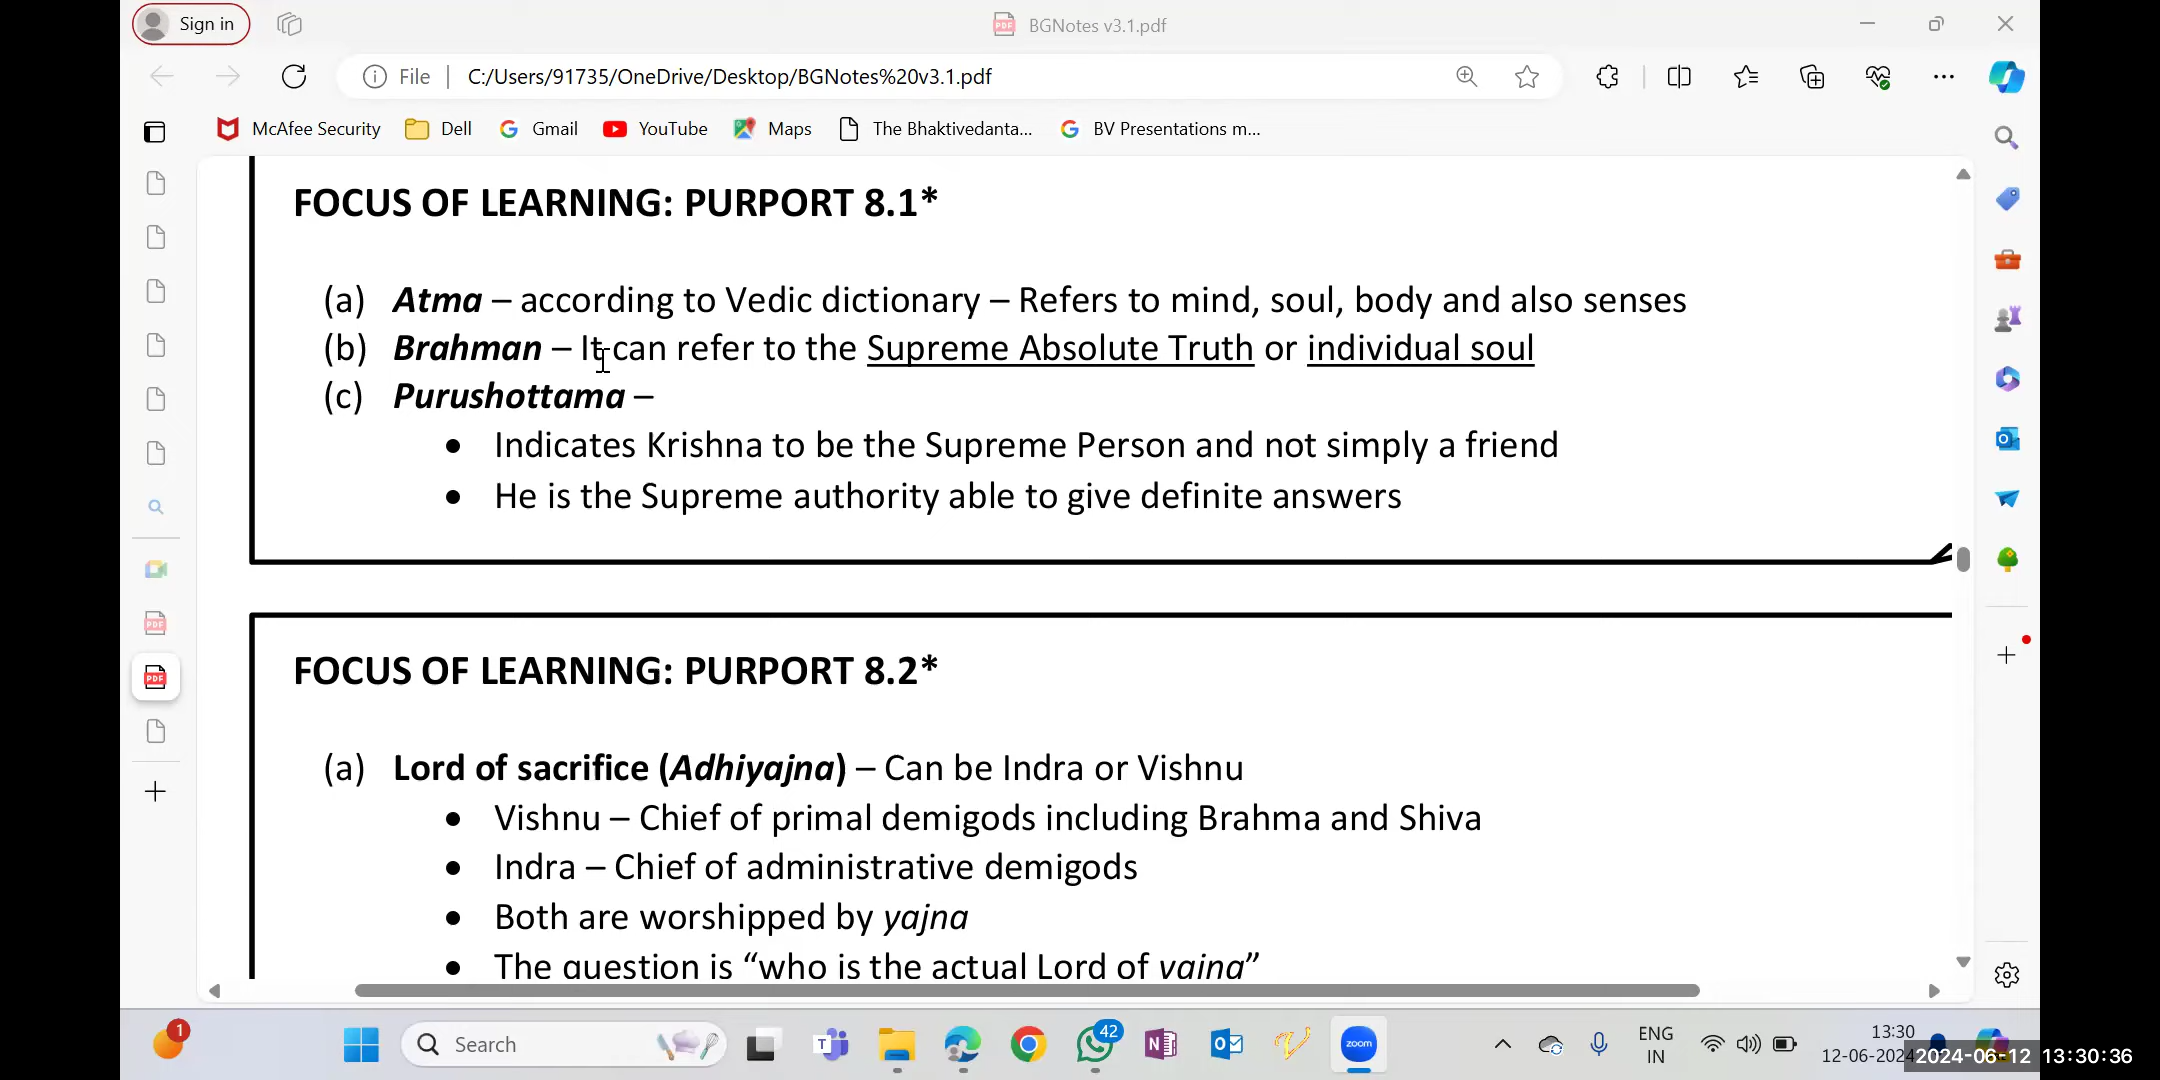 Sign in
BGNotes v3.1.pdf
File
C:/Users/91735/OneDrive/Desktop/BGNotes%20v3.1.pdf
McAfee Security
Dell
Gmail
YouTube
Maps
The Bhaktivedanta...
BV Presentations m...
FOCUS OF LEARNING: PURPORT 8.1*
(a) Atma – according to Vedic dictionary – Refers to mind, soul, body and also senses
(b) Brahman – It can refer to the Supreme Absolute Truth or individual soul
(c) Purushottama –
• Indicates Krishna to be the Supreme Person and not simply a friend
• He is the Supreme authority able to give definite answers
FOCUS OF LEARNING: PURPORT 8.2*
(a) Lord of sacrifice (Adhiyajna) – Can be Indra or Vishnu
• Vishnu – Chief of primal demigods including Brahma and Shiva
• Indra – Chief of administrative demigods
• Both are worshipped by yajna
• The question is “who is the actual Lord of yajna”
1
Search
42
zoom
ENG
IN
13:30
12-06-2024
2024-06-12 13:30:36